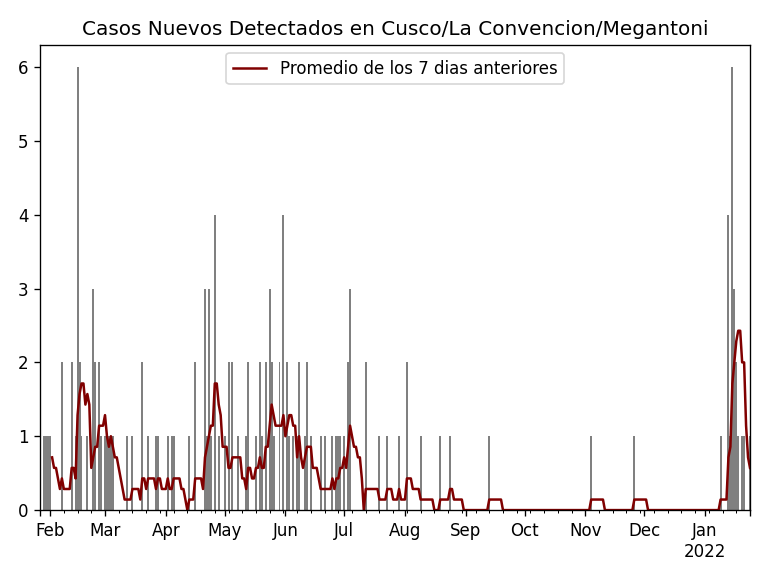 Casos Nuevos Detectados en Cusco/La Convencion/Megantoni
Promedio de los 7 dias anteriores
6
5
4
3
2
1
0
Feb Mar Apr May Jun Jul Aug Sep Oct Nov Dec Jan
2022